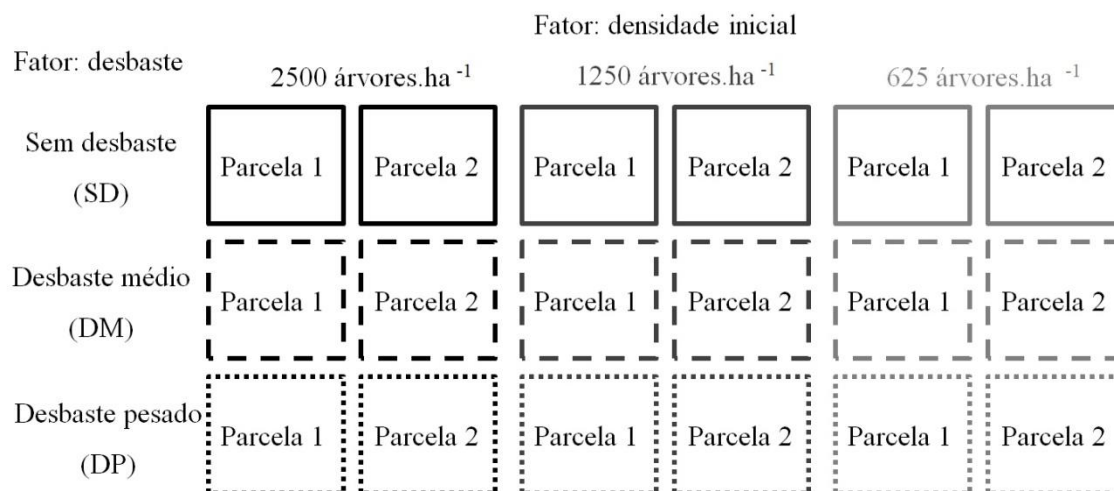 Fator: densidade inicial
Fator: desbaste
2500 árvores.ha -1 1250 árvores.ha -1 625 árvores.ha -1
Sem desbaste
(SD)
Parcela 1 Parcela 2 Parcela 1 Parcela 2 Parcela 1 Parcela 2
Desbaste médio
(DM)
Parcela 1 Parcela 2 Parcela 1 Parcela 2 Parcela 1 Parcela 2
Desbaste pesado
(DP)
Parcela 1 Parcela 2 Parcela 1 Parcela 2 Parcela 1 Parcela 2